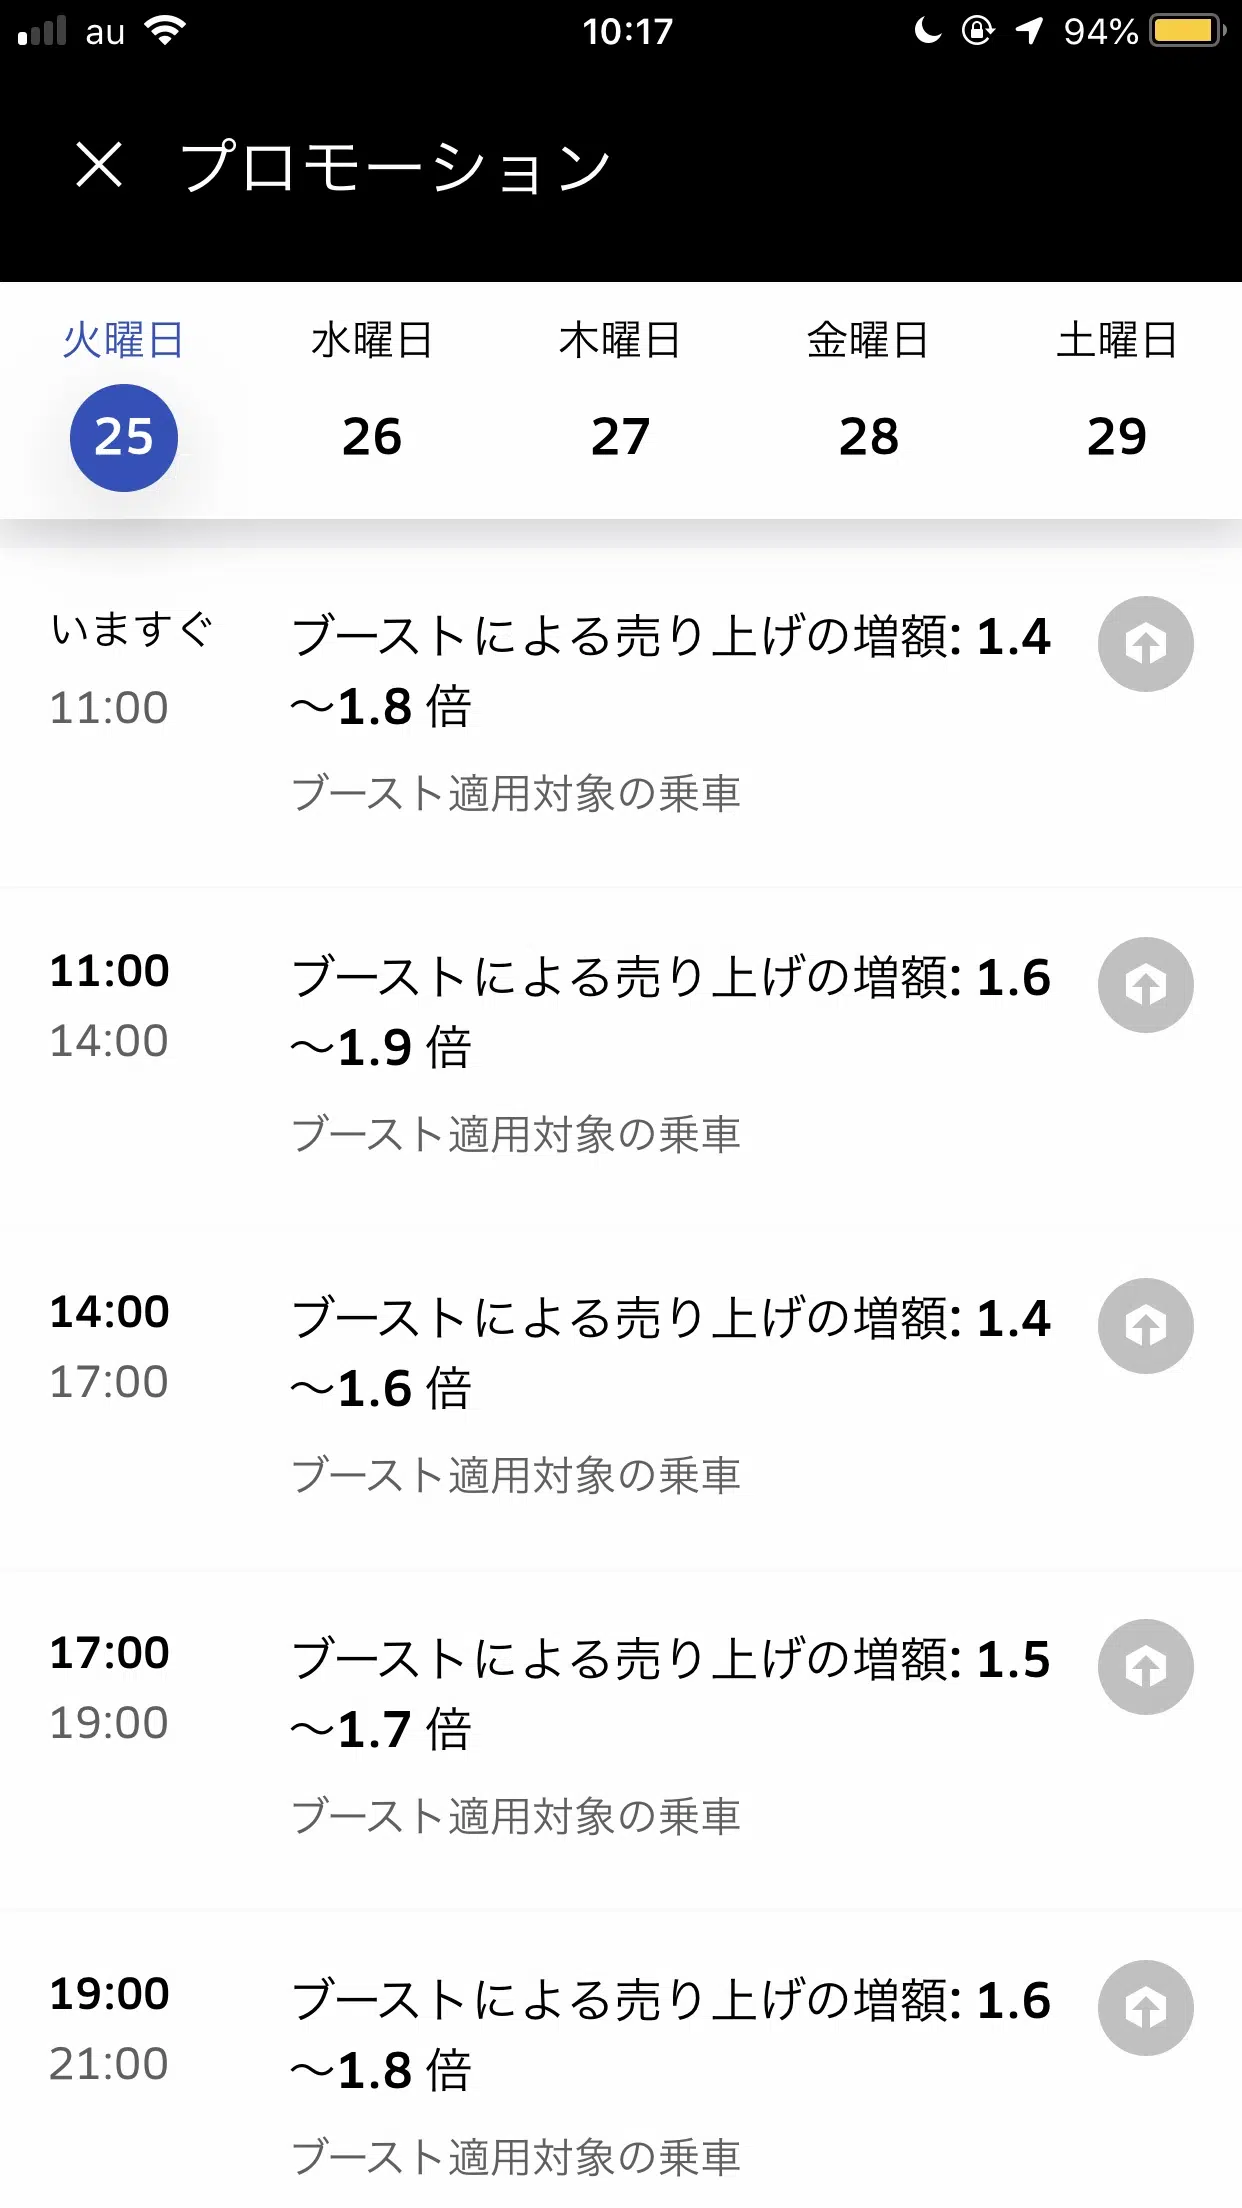 au 10:17 94%
プロモーション
火曜日 水曜日 木曜日 金曜日 土曜日
25 26 27 28 29
いますぐ
11:00
ブーストによる売り上げの増額: 1.4
～1.8 倍
ブースト適用対象の乗車
11:00
14:00
ブーストによる売り上げの増額: 1.6
～1.9 倍
ブースト適用対象の乗車
14:00
17:00
ブーストによる売り上げの増額: 1.4
～1.6 倍
ブースト適用対象の乗車
17:00
19:00
ブーストによる売り上げの増額: 1.5
～1.7 倍
ブースト適用対象の乗車
19:00
21:00
ブーストによる売り上げの増額: 1.6
～1.8 倍
ブースト適用対象の乗車